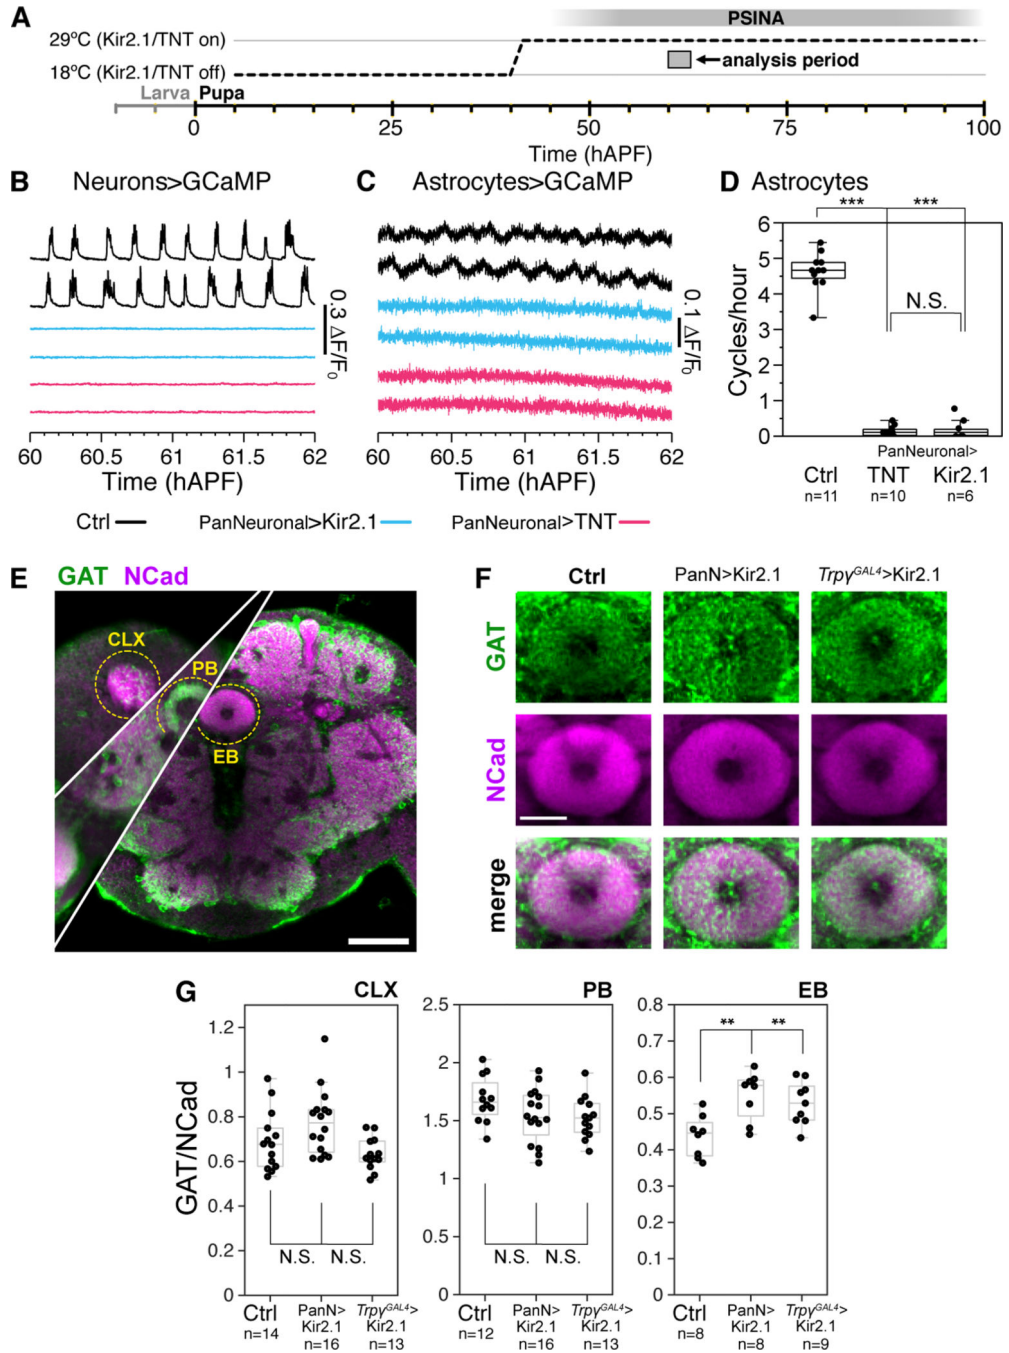 A
PSINA
29°C (Kir2.1/TNT on)
18°C (Kir2.1/TNT off)
analysis period
Larva Pupa
0 25 50 75 100
Time (hAPF)
B Neurons>GCaMP
0.3 ΔF/F0
60 60.5 61 61.5 62
Time (hAPF)
C Astrocytes>GCaMP
0.1 ΔF/F0
60 60.5 61 61.5 62
Time (hAPF)
Ctrl PanNeuronal>Kir2.1 PanNeuronal>TNT
D Astrocytes
*** ***
N.S.
Cycles/hour
6
5
4
3
2
1
0
PanNeuronal>
Ctrl TNT Kir2.1
n=11 n=10 n=6
E GAT NCad
CLX
PB
EB
F Ctrl PanN>Kir2.1 TrpγGAL4>Kir2.1
GAT
NCad
merge
G
GAT/NCad
CLX
1.2
1
0.8
0.6
0.4
0.2
0
N.S. N.S.
Ctrl PanN> TrpγGAL4>
Kir2.1 Kir2.1
n=14 n=16 n=13
PB
2.5
2
1.5
1
0.5
0
N.S. N.S.
Ctrl PanN> TrpγGAL4>
Kir2.1 Kir2.1
n=12 n=16 n=13
EB
0.8
0.7
0.6
0.5
0.4
0.3
0.2
0.1
0
** **
Ctrl PanN> TrpγGAL4>
Kir2.1 Kir2.1
n=8 n=8 n=9